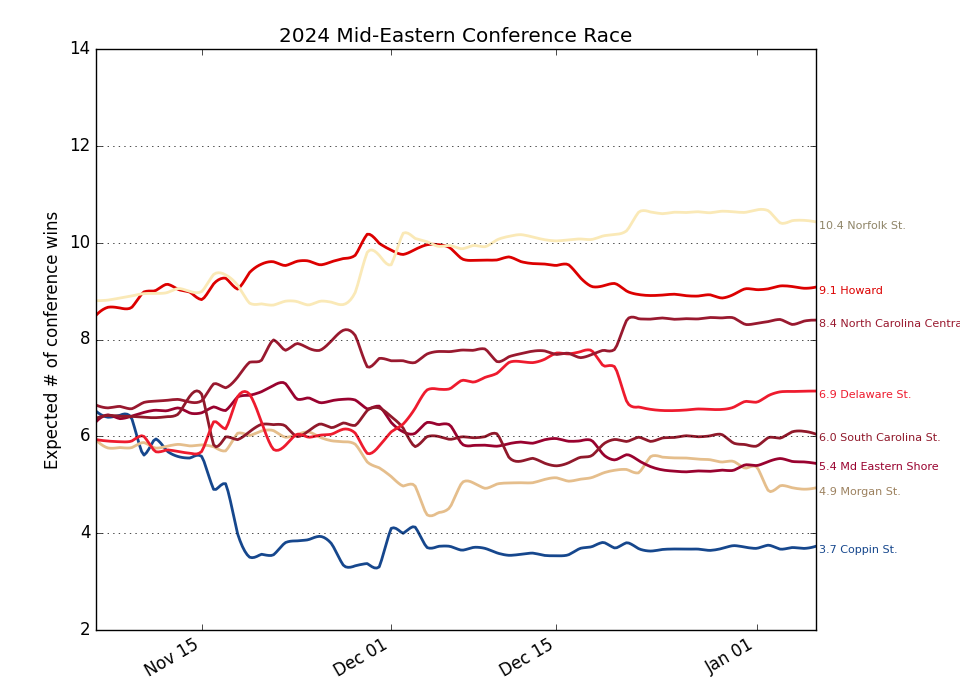 2024 Mid-Eastern Conference Race
Expected # of conference wins
14
12
10
8
6
4
2
Nov 15
Dec 01
Dec 15
Jan 01
10.4 Norfolk St.
9.1 Howard
8.4 North Carolina Centra
6.9 Delaware St.
6.0 South Carolina St.
5.4 Md Eastern Shore
4.9 Morgan St.
3.7 Coppin St.